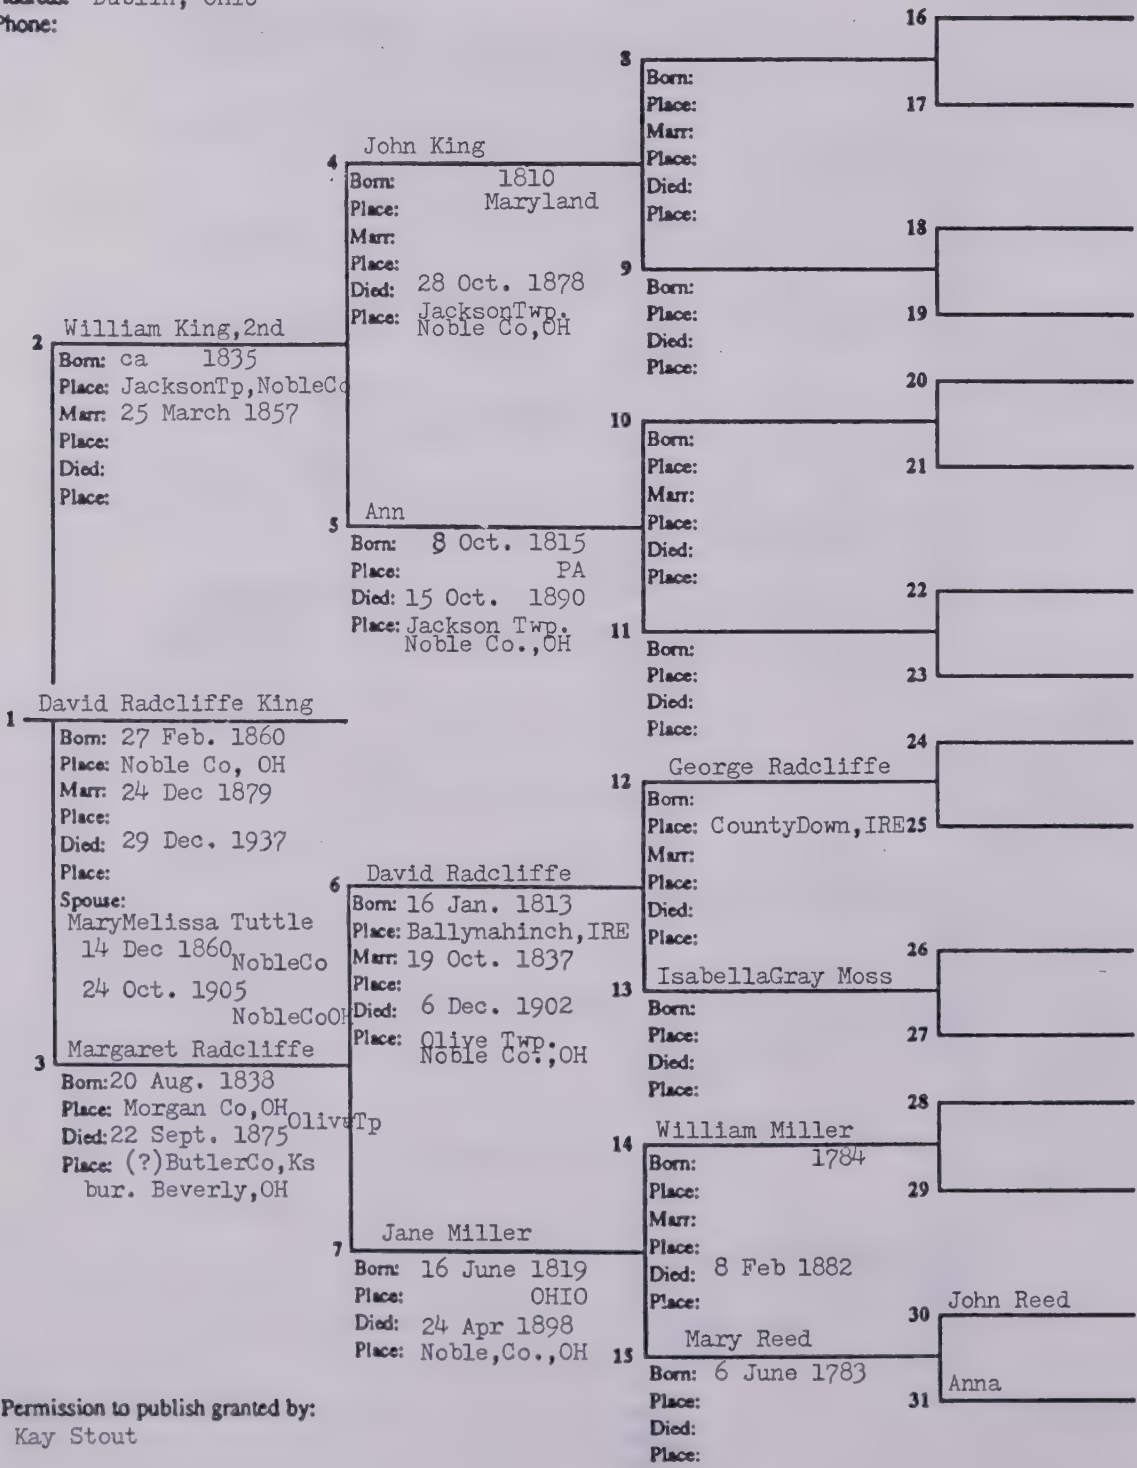 Dublin, Ohio
Phone:
16
8
Born:
Place:
17
Marr:
Place:
Died:
Place:
John King
4
Born: 1810
Place: Maryland
Marr:
Place:
Died: 28 Oct. 1878
Place: JacksonTwp.
Noble Co,OH
18
9
Born:
Place:
19
Died:
Place:
William King,2nd
2
Born: ca 1835
Place: JacksonTp,NobleCo
Marr: 25 March 1857
Place:
Died:
Place:
20
10
Born:
Place:
21
Marr:
Place:
Died:
Place:
Ann
5
Born: 8 Oct. 1815
Place: PA
Died: 15 Oct. 1890
Place: Jackson Twp.
Noble Co.,OH
22
11
Born:
Place:
23
Died:
Place:
David Radcliffe King
1
Born: 27 Feb. 1860
Place: Noble Co, OH
Marr: 24 Dec 1879
Place:
Died: 29 Dec. 1937
Place:
Spouse:
MaryMelissa Tuttle
14 Dec 1860
NobleCo
24 Oct. 1905
NobleCoOH
24
George Radcliffe
12
Born:
Place: CountyDown,IRE
25
Marr:
Place:
Died:
Place:
David Radcliffe
6
Born: 16 Jan. 1813
Place: Ballynahinch,IRE
Marr: 19 Oct. 1837
Place:
Died: 6 Dec. 1902
Place: Olive Twp.
Noble Co.,OH
26
IsabellaGray Moss
13
Born:
Place:
27
Died:
Place:
Margaret Radcliffe
3
Born:20 Aug. 1838
Place: Morgan Co,OH
OliveTp
Died:22 Sept. 1875
Place: (?)ButlerCo,Ks
bur. Beverly,OH
28
William Miller
14
Born: 1784
Place:
29
Marr:
Place:
Died: 8 Feb 1882
Place:
Jane Miller
7
Born: 16 June 1819
Place: OHIO
Died: 24 Apr 1898
Place: Noble,Co.,OH
John Reed
30
Mary Reed
15
Born: 6 June 1783
Place:
Died:
Place:
Anna
31
Permission to publish granted by:
Kay Stout